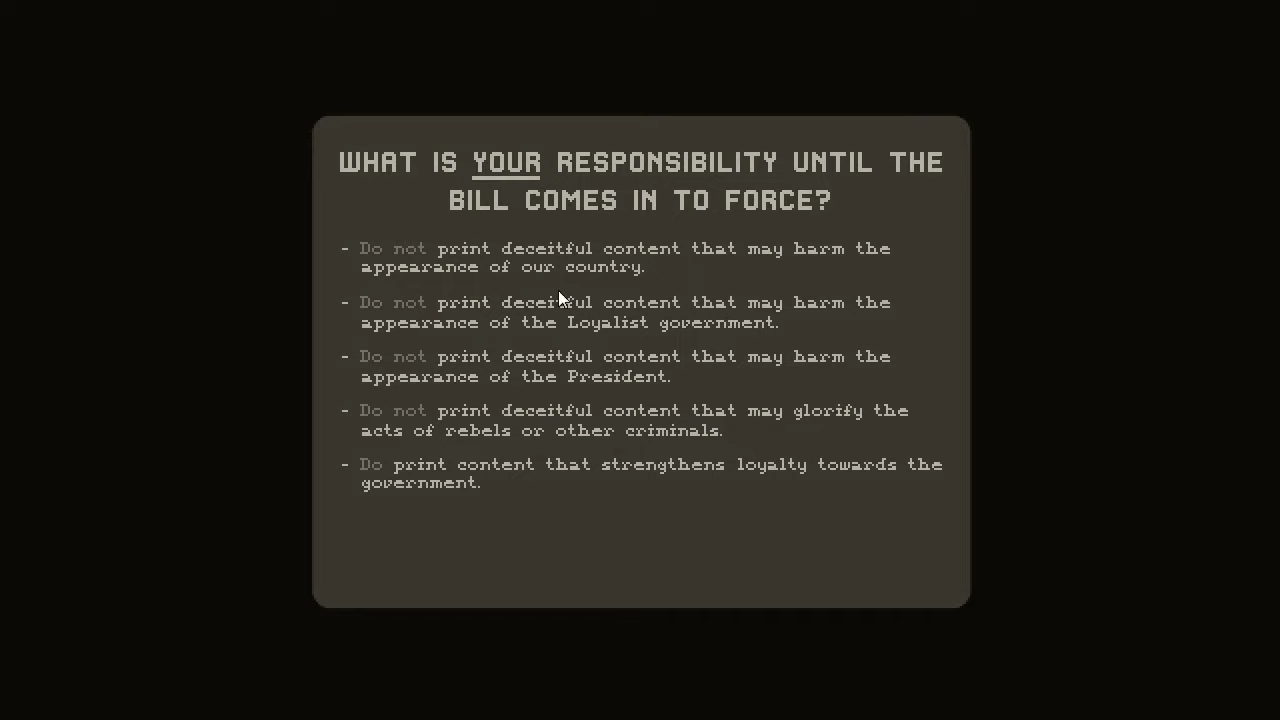 WHAT IS YOUR RESPONSIBILITY UNTIL THE
BILL COMES IN TO FORCE?
- Do not print deceitful content that may harm the
appearance of our country.
- Do not print deceitful content that may harm the
appearance of the Loyalist government.
- Do not print deceitful content that may harm the
appearance of the President.
- Do not print deceitful content that may glorify the
acts of rebels or other criminals.
- Do print content that strengthens loyalty towards the
government.